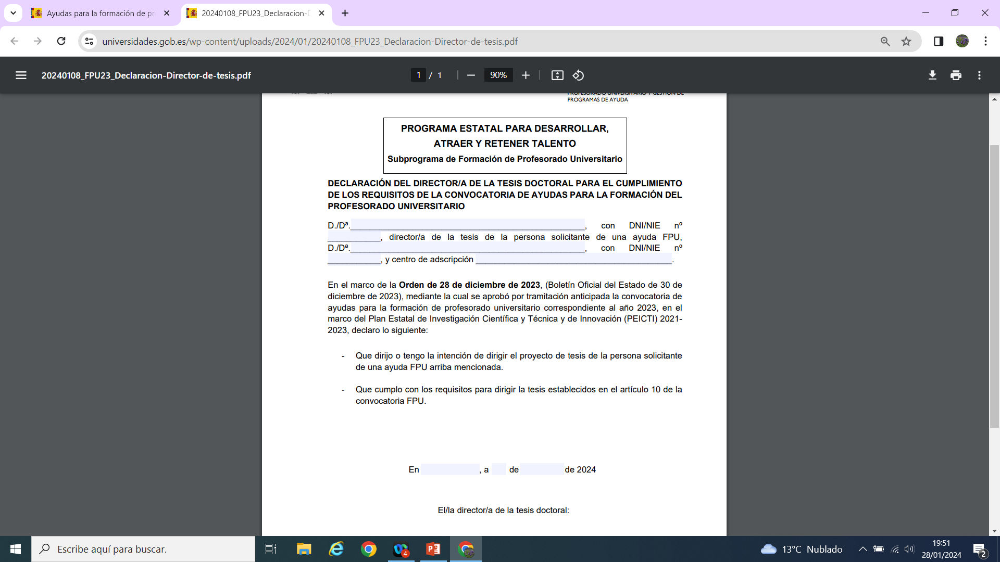 Ayudas para la formación de pr
20240108_FPU23_Declaracion-D
universidades.gob.es/wp-content/uploads/2024/01/20240108_FPU23_Declaracion-Director-de-tesis.pdf
20240108_FPU23_Declaracion-Director-de-tesis.pdf
1 / 1
90%
PROFESORADO UNIVERSITARIO Y GESTIÓN DE
PROGRAMAS DE AYUDA
PROGRAMA ESTATAL PARA DESARROLLAR,
ATRAER Y RETENER TALENTO
Subprograma de Formación de Profesorado Universitario
DECLARACIÓN DEL DIRECTOR/A DE LA TESIS DOCTORAL PARA EL CUMPLIMIENTO
DE LOS REQUISITOS DE LA CONVOCATORIA DE AYUDAS PARA LA FORMACIÓN DEL
PROFESORADO UNIVERSITARIO
D./Dª.____________________, con DNI/NIE nº
__________, director/a de la tesis de la persona solicitante de una ayuda FPU,
D./Dª.____________________, con DNI/NIE nº
__________, y centro de adscripción ____________________.
En el marco de la Orden de 28 de diciembre de 2023, (Boletín Oficial del Estado de 30 de
diciembre de 2023), mediante la cual se aprobó por tramitación anticipada la convocatoria de
ayudas para la formación de profesorado universitario correspondiente al año 2023, en el
marco del Plan Estatal de Investigación Científica y Técnica y de Innovación (PEICTI) 2021-
2023, declaro lo siguiente:
- Que dirijo o tengo la intención de dirigir el proyecto de tesis de la persona solicitante
de una ayuda FPU arriba mencionada.
- Que cumplo con los requisitos para dirigir la tesis establecidos en el artículo 10 de la
convocatoria FPU.
En , a de de 2024
El/la director/a de la tesis doctoral:
Escribe aquí para buscar.
4
13°C Nublado
19:51
28/01/2024
2